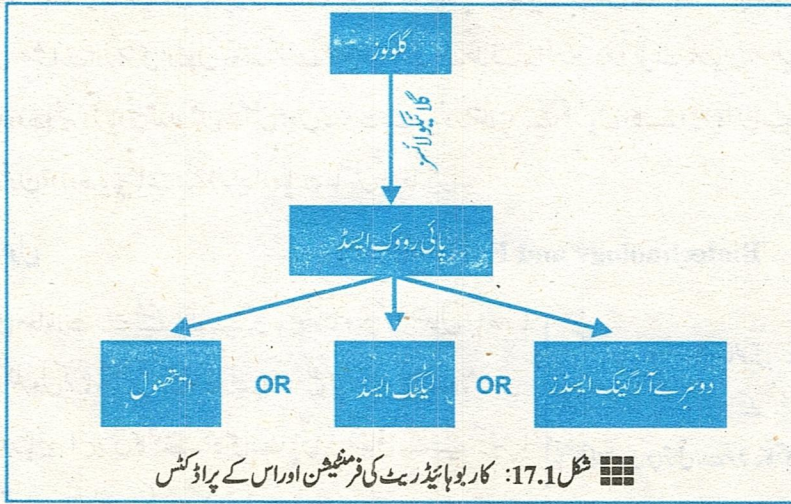 گلوکوز
گلائیکولائسز
پائی رووک ایسڈ
ایتھنول OR لیکٹک ایسڈ OR دوسرے آرگینک ایسڈز
شکل 17.1: کاربوہائیڈریٹ کی فرمنٹیشن اور اس کے پراڈکٹس